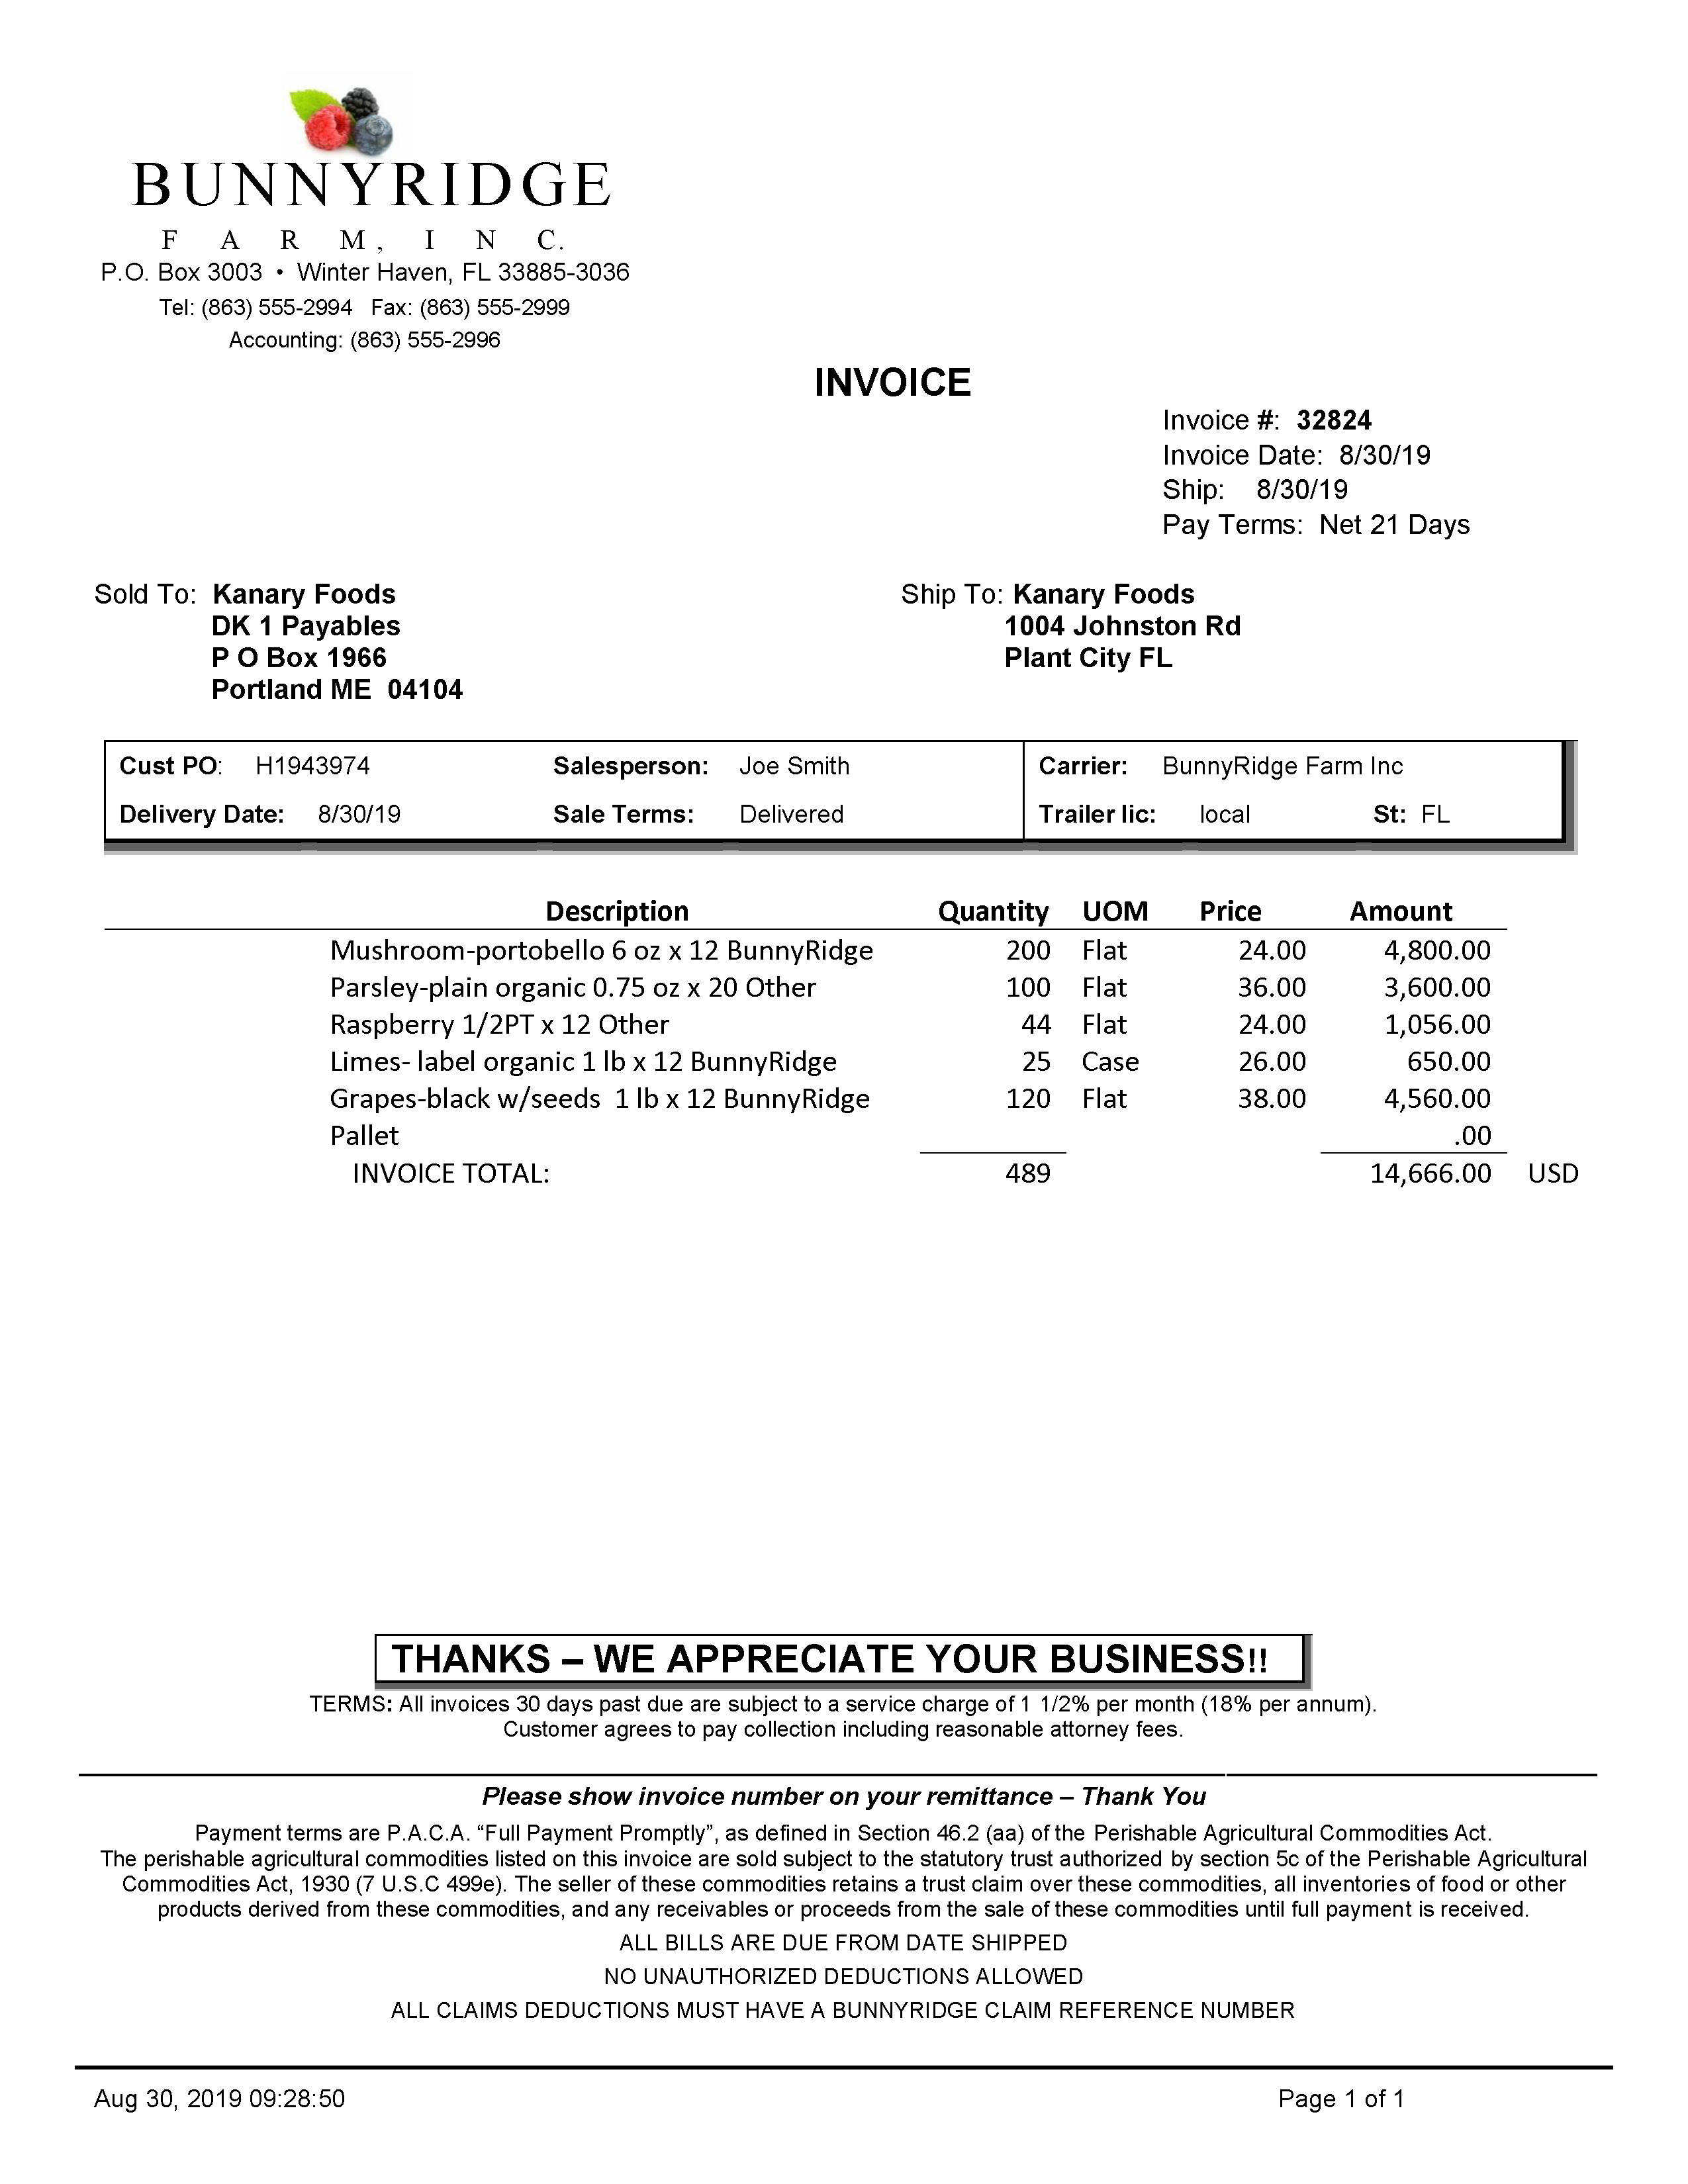 BUNNYRIDGE
FARM, INC.
P.O. Box 3003 • Winter Haven, FL 33885-3036
Tel: (863) 555-2994 Fax: (863) 555-2999
Accounting: (863) 555-2996
INVOICE
Invoice #: 32824
Invoice Date: 8/30/19
Ship: 8/30/19
Pay Terms: Net 21 Days
Sold To: Kanary Foods
DK 1 Payables
P O Box 1966
Portland ME 04104
Ship To: Kanary Foods
1004 Johnston Rd
Plant City FL
Cust PO: H1943974 Salesperson: Joe Smith Carrier: BunnyRidge Farm Inc
Delivery Date: 8/30/19 Sale Terms: Delivered Trailer lic: local St: FL
Description Quantity UOM Price Amount
Mushroom-portobello 6 oz x 12 BunnyRidge 200 Flat 24.00 4,800.00
Parsley-plain organic 0.75 oz x 20 Other 100 Flat 36.00 3,600.00
Raspberry 1/2PT x 12 Other 44 Flat 24.00 1,056.00
Limes- label organic 1 lb x 12 BunnyRidge 25 Case 26.00 650.00
Grapes-black w/seeds 1 lb x 12 BunnyRidge 120 Flat 38.00 4,560.00
Pallet .00
INVOICE TOTAL: 489 14,666.00 USD
THANKS – WE APPRECIATE YOUR BUSINESS!!
TERMS: All invoices 30 days past due are subject to a service charge of 1 1/2% per month (18% per annum).
Customer agrees to pay collection including reasonable attorney fees.
Please show invoice number on your remittance – Thank You
Payment terms are P.A.C.A. “Full Payment Promptly”, as defined in Section 46.2 (aa) of the Perishable Agricultural Commodities Act.
The perishable agricultural commodities listed on this invoice are sold subject to the statutory trust authorized by section 5c of the Perishable Agricultural
Commodities Act, 1930 (7 U.S.C 499e). The seller of these commodities retains a trust claim over these commodities, all inventories of food or other
products derived from these commodities, and any receivables or proceeds from the sale of these commodities until full payment is received.
ALL BILLS ARE DUE FROM DATE SHIPPED
NO UNAUTHORIZED DEDUCTIONS ALLOWED
ALL CLAIMS DEDUCTIONS MUST HAVE A BUNNYRIDGE CLAIM REFERENCE NUMBER
Aug 30, 2019 09:28:50 Page 1 of 1